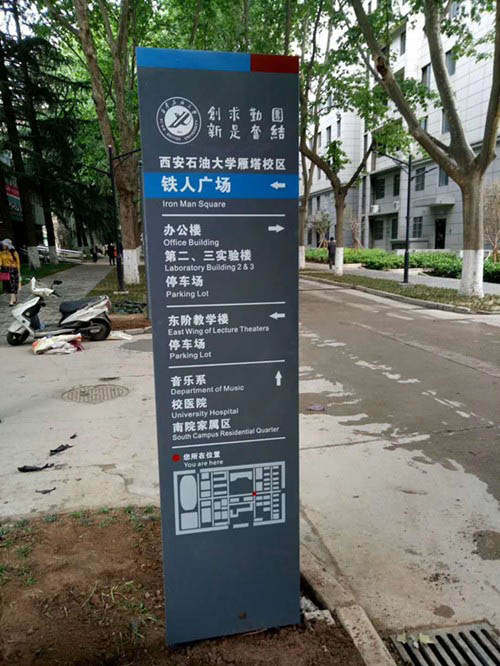 创求勤團
新是奮結
西安石油大学雁塔校区
铁人广场
Iron Man Square
办公楼
Office Building
第二、三实验楼
Laboratory Building 2 & 3
停车场
Parking Lot
东阶教学楼
East Wing of Lecture Theaters
停车场
Parking Lot
音乐系
Department of Music
校医院
University Hospital
南院家属区
South Campus Residential Quarter
您所在位置
You are here